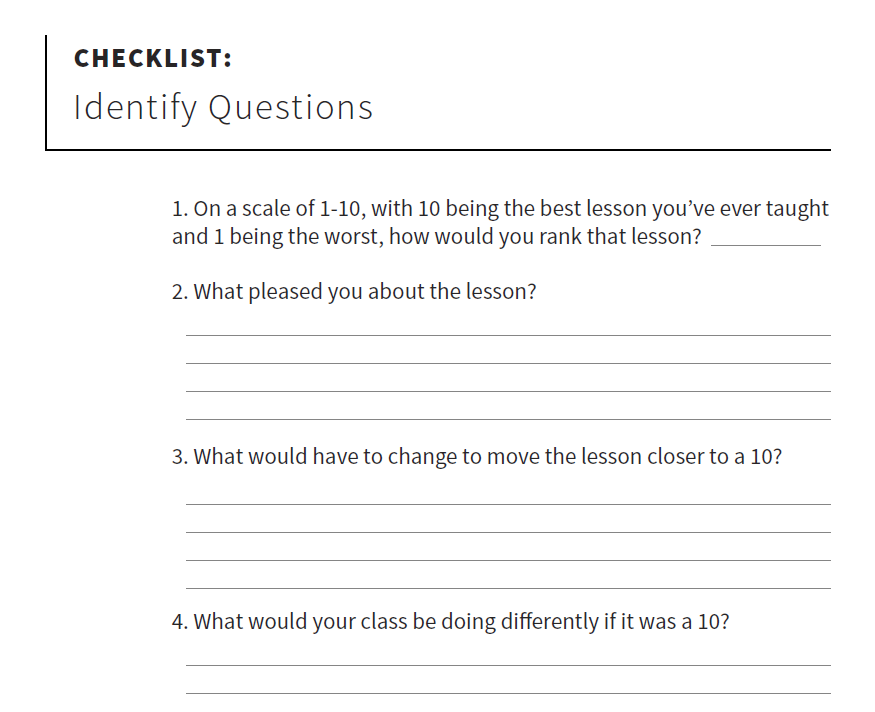 CHECKLIST:
Identify Questions
1. On a scale of 1-10, with 10 being the best lesson you’ve ever taught
and 1 being the worst, how would you rank that lesson?
2. What pleased you about the lesson?
3. What would have to change to move the lesson closer to a 10?
4. What would your class be doing differently if it was a 10?